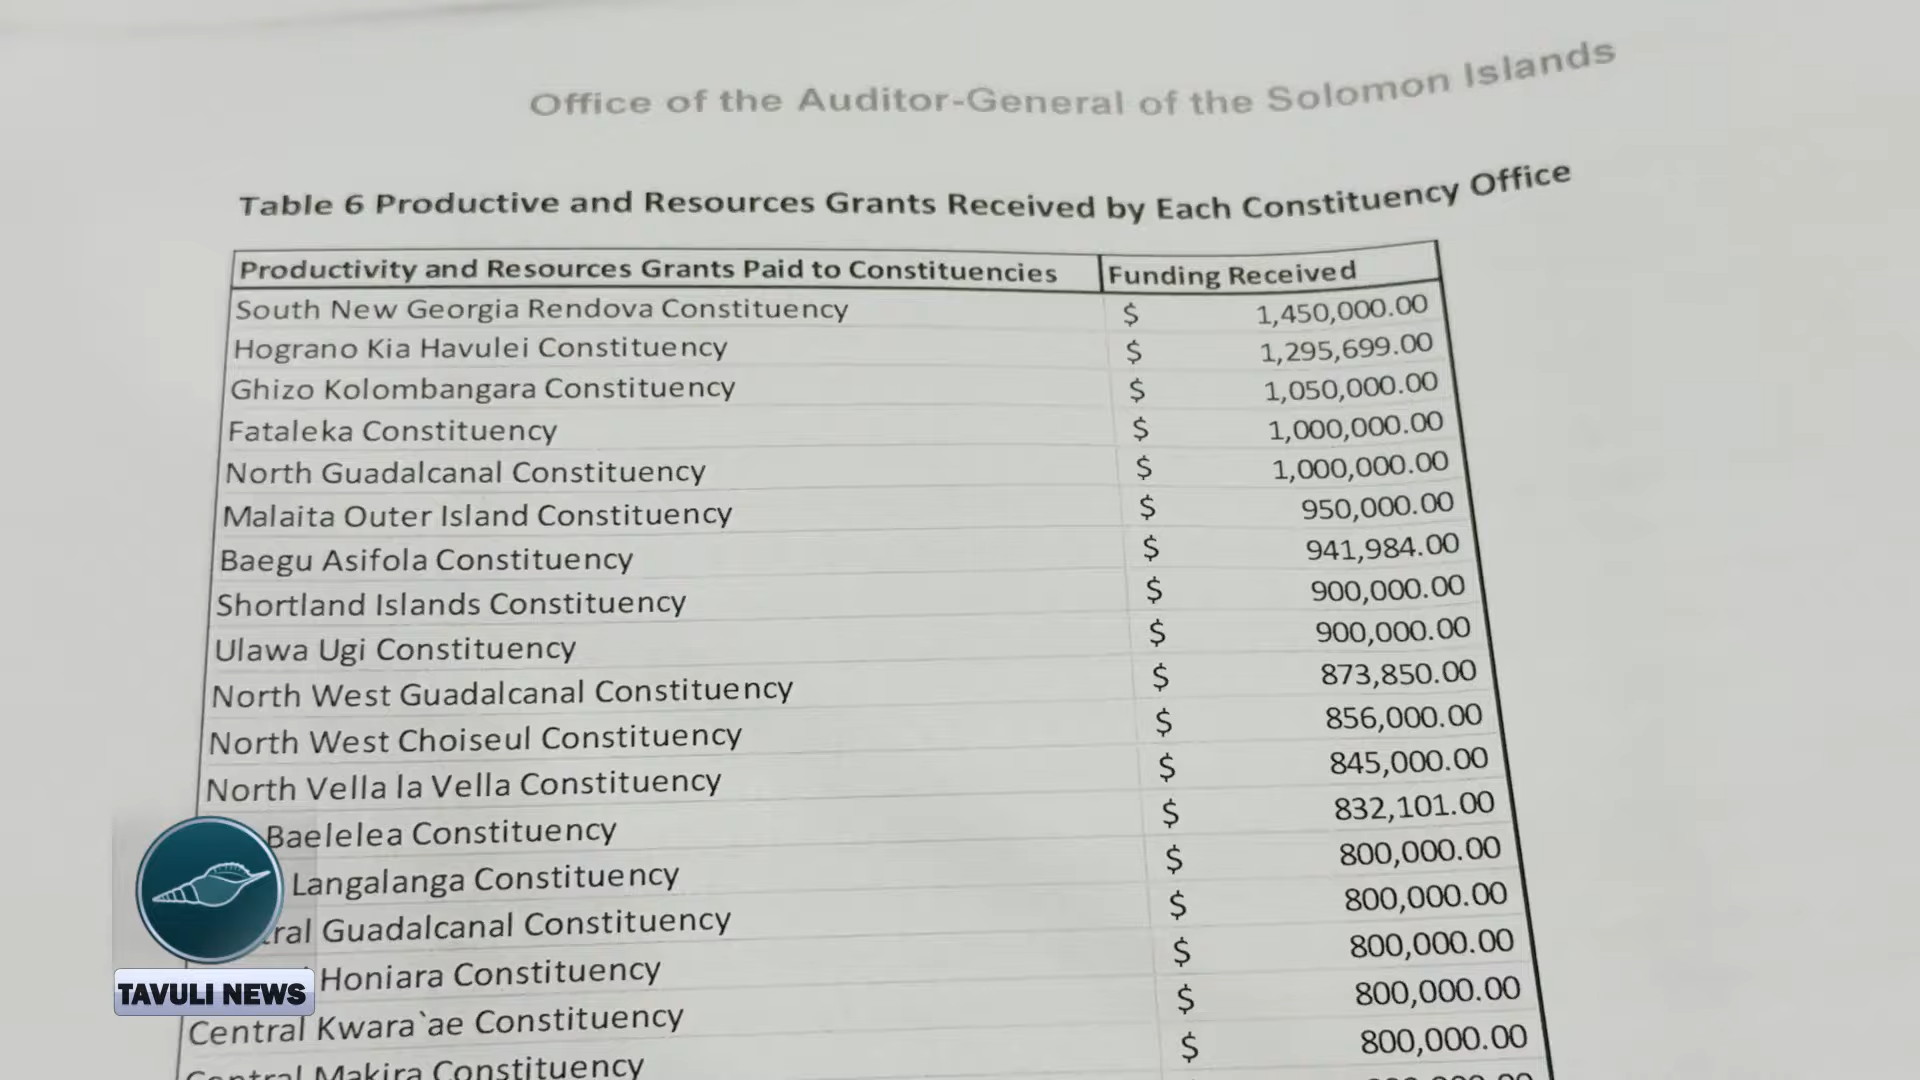 Office of the Auditor-General of the Solomon Islands
Table 6 Productive and Resources Grants Received by Each Constituency Office
Productivity and Resources Grants Paid to Constituencies Funding Received
South New Georgia Rendova Constituency $ 1,450,000.00
Hograno Kia Havulei Constituency $ 1,295,699.00
Ghizo Kolombangara Constituency $ 1,050,000.00
Fataleka Constituency $ 1,000,000.00
North Guadalcanal Constituency $ 1,000,000.00
Malaita Outer Island Constituency $ 950,000.00
Baegu Asifola Constituency $ 941,984.00
Shortland Islands Constituency $ 900,000.00
Ulawa Ugi Constituency $ 900,000.00
North West Guadalcanal Constituency $ 873,850.00
North West Choiseul Constituency $ 856,000.00
North Vella la Vella Constituency $ 845,000.00
Baelelea Constituency $ 832,101.00
Langalanga Constituency $ 800,000.00
Guadalcanal Constituency $ 800,000.00
Honiara Constituency $ 800,000.00
Central Kwara`ae Constituency $ 800,000.00
Central Makira Constituency $ 800,000.00
TAVULI NEWS